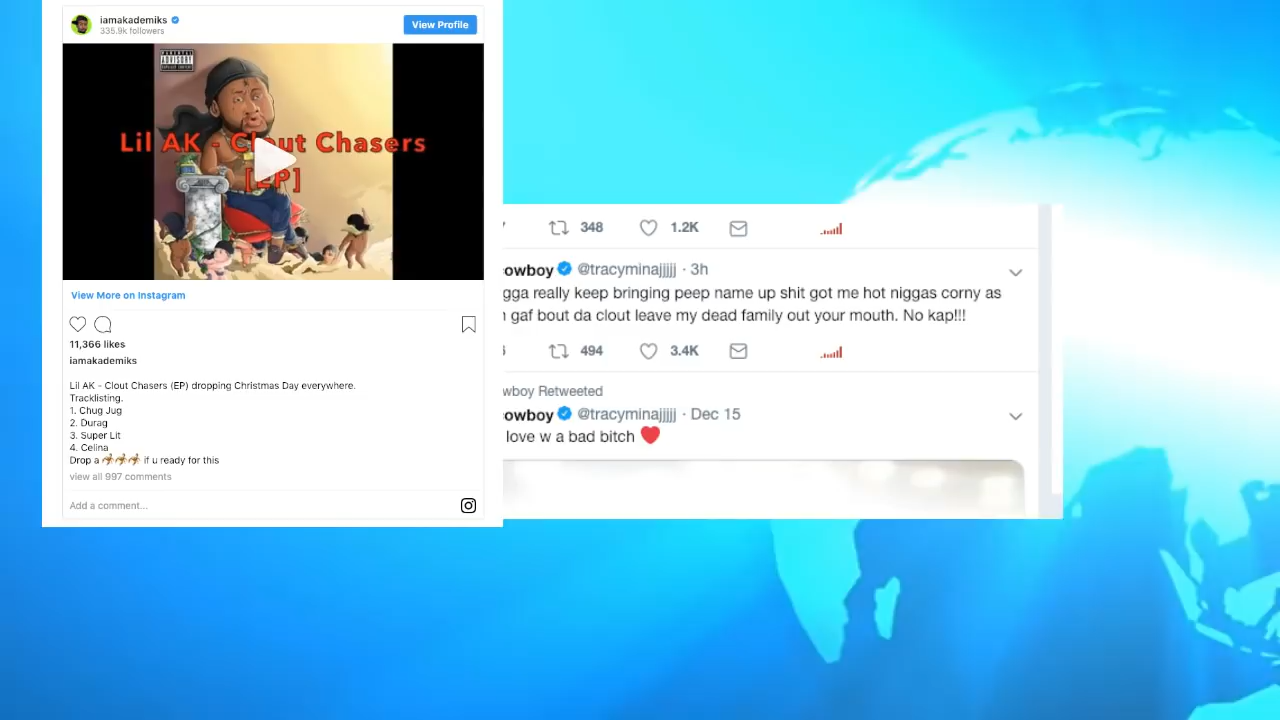 iamakademiks
335.9k followers
View Profile
PARENTAL
ADVISORY
EXPLICIT CONTENT
Lil AK - Clout Chasers
[EP]
View More on Instagram
11,366 likes
iamakademiks
Lil AK - Clout Chasers (EP) dropping Christmas Day everywhere.
Tracklisting.
1. Chug Jug
2. Durag
3. Super Lit
4. Celina
Drop a 🤸🏽🤸🏽🤸🏽 if u ready for this
view all 997 comments
Add a comment...
348 1.2K
owboy @tracyminajjjjj · 3h
gga really keep bringing peep name up shit got me hot niggas corny as
gaf bout da clout leave my dead family out your mouth. No kap!!!
494 3.4K
wboy Retweeted
owboy @tracyminajjjjj · Dec 15
love w a bad bitch ❤️